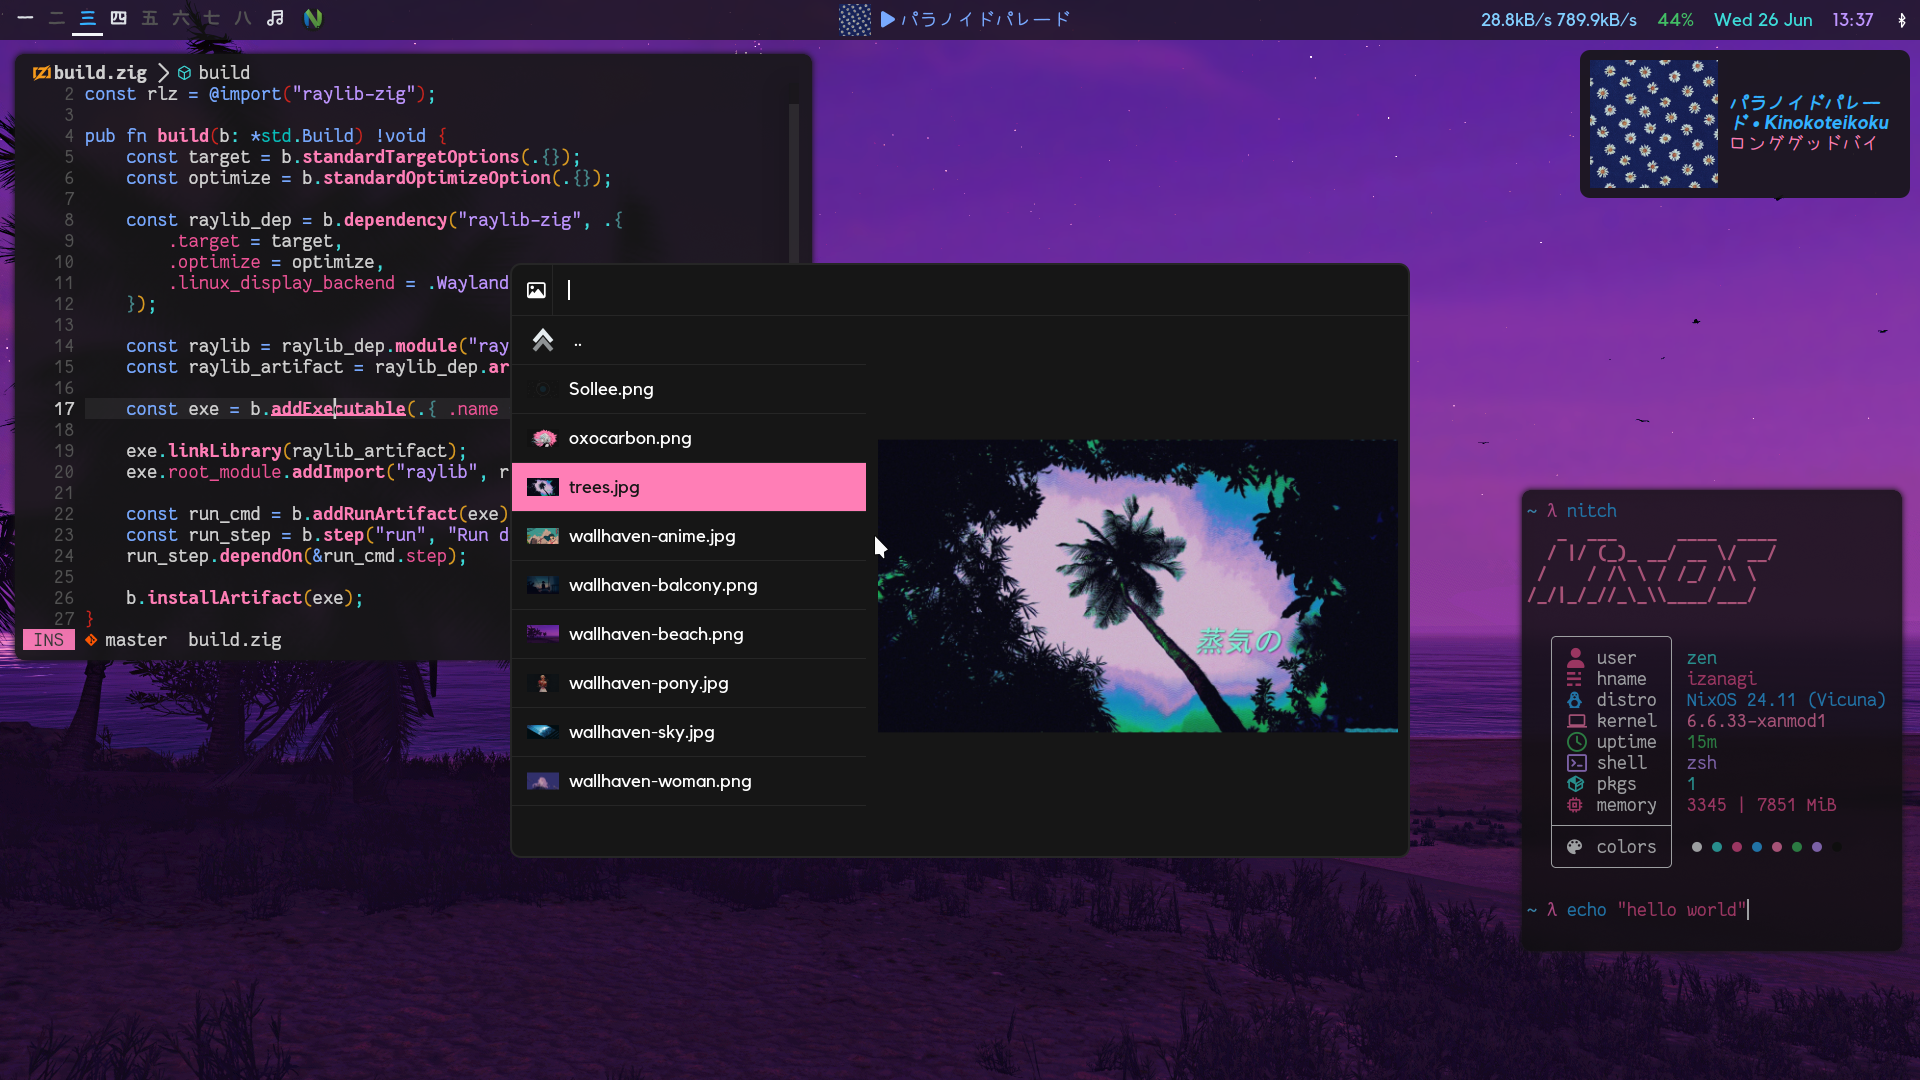 一 二 三 四 五 六 七 八
パラノイドパレード
28.8kB/s 789.9kB/s 44% Wed 26 Jun 13:37
build.zig build
2 const rlz = @import("raylib-zig");
3
4 pub fn build(b: *std.Build) !void {
5 const target = b.standardTargetOptions(.{});
6 const optimize = b.standardOptimizeOption(.{});
7
8 const raylib_dep = b.dependency("raylib-zig", .{
9 .target = target,
10 .optimize = optimize,
11 .linux_display_backend = .Wayland
12 });
13
14 const raylib = raylib_dep.module("ray
15 const raylib_artifact = raylib_dep.ar
16
17 const exe = b.addExecutable(.{ .name
18
19 exe.linkLibrary(raylib_artifact);
20 exe.root_module.addImport("raylib", r
21
22 const run_cmd = b.addRunArtifact(exe)
23 const run_step = b.step("run", "Run d
24 run_step.dependOn(&run_cmd.step);
25
26 b.installArtifact(exe);
27 }
INS master build.zig
..
Sollee.png
oxocarbon.png
trees.jpg
wallhaven-anime.jpg
wallhaven-balcony.png
wallhaven-beach.png
wallhaven-pony.jpg
wallhaven-sky.jpg
wallhaven-woman.png
蒸気の
パラノイドパレー
ド • Kinokoteikoku
ロンググッドバイ
~ λ nitch
user zen
hname izanagi
distro NixOS 24.11 (Vicuna)
kernel 6.6.33-xanmod1
uptime 15m
shell zsh
pkgs 1
memory 3345 | 7851 MiB
colors
~ λ echo "hello world"